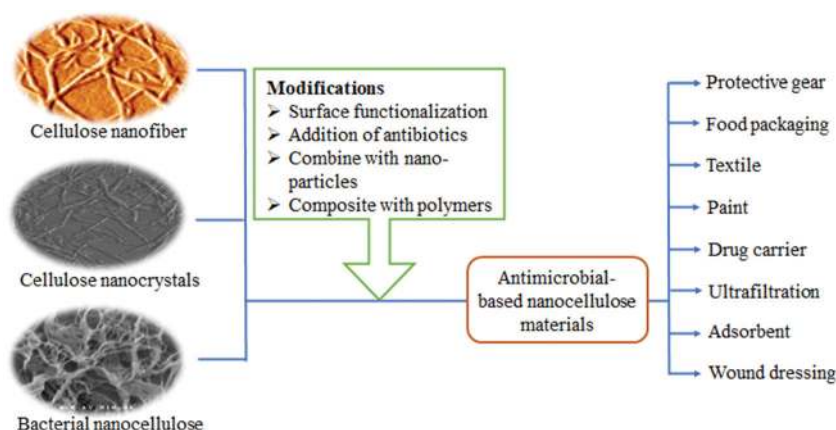 Cellulose nanofiber
Cellulose nanocrystals
Bacterial nanocellulose
Modifications
➢ Surface functionalization
➢ Addition of antibiotics
➢ Combine with nano-
particles
➢ Composite with polymers
Antimicrobial-
based nanocellulose
materials
Protective gear
Food packaging
Textile
Paint
Drug carrier
Ultrafiltration
Adsorbent
Wound dressing